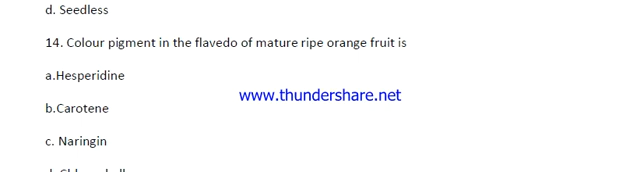 d. Seedless
14. Colour pigment in the flavedo of mature ripe orange fruit is
a.Hesperidine
www.thundershare.net
b.Carotene
c. Naringin